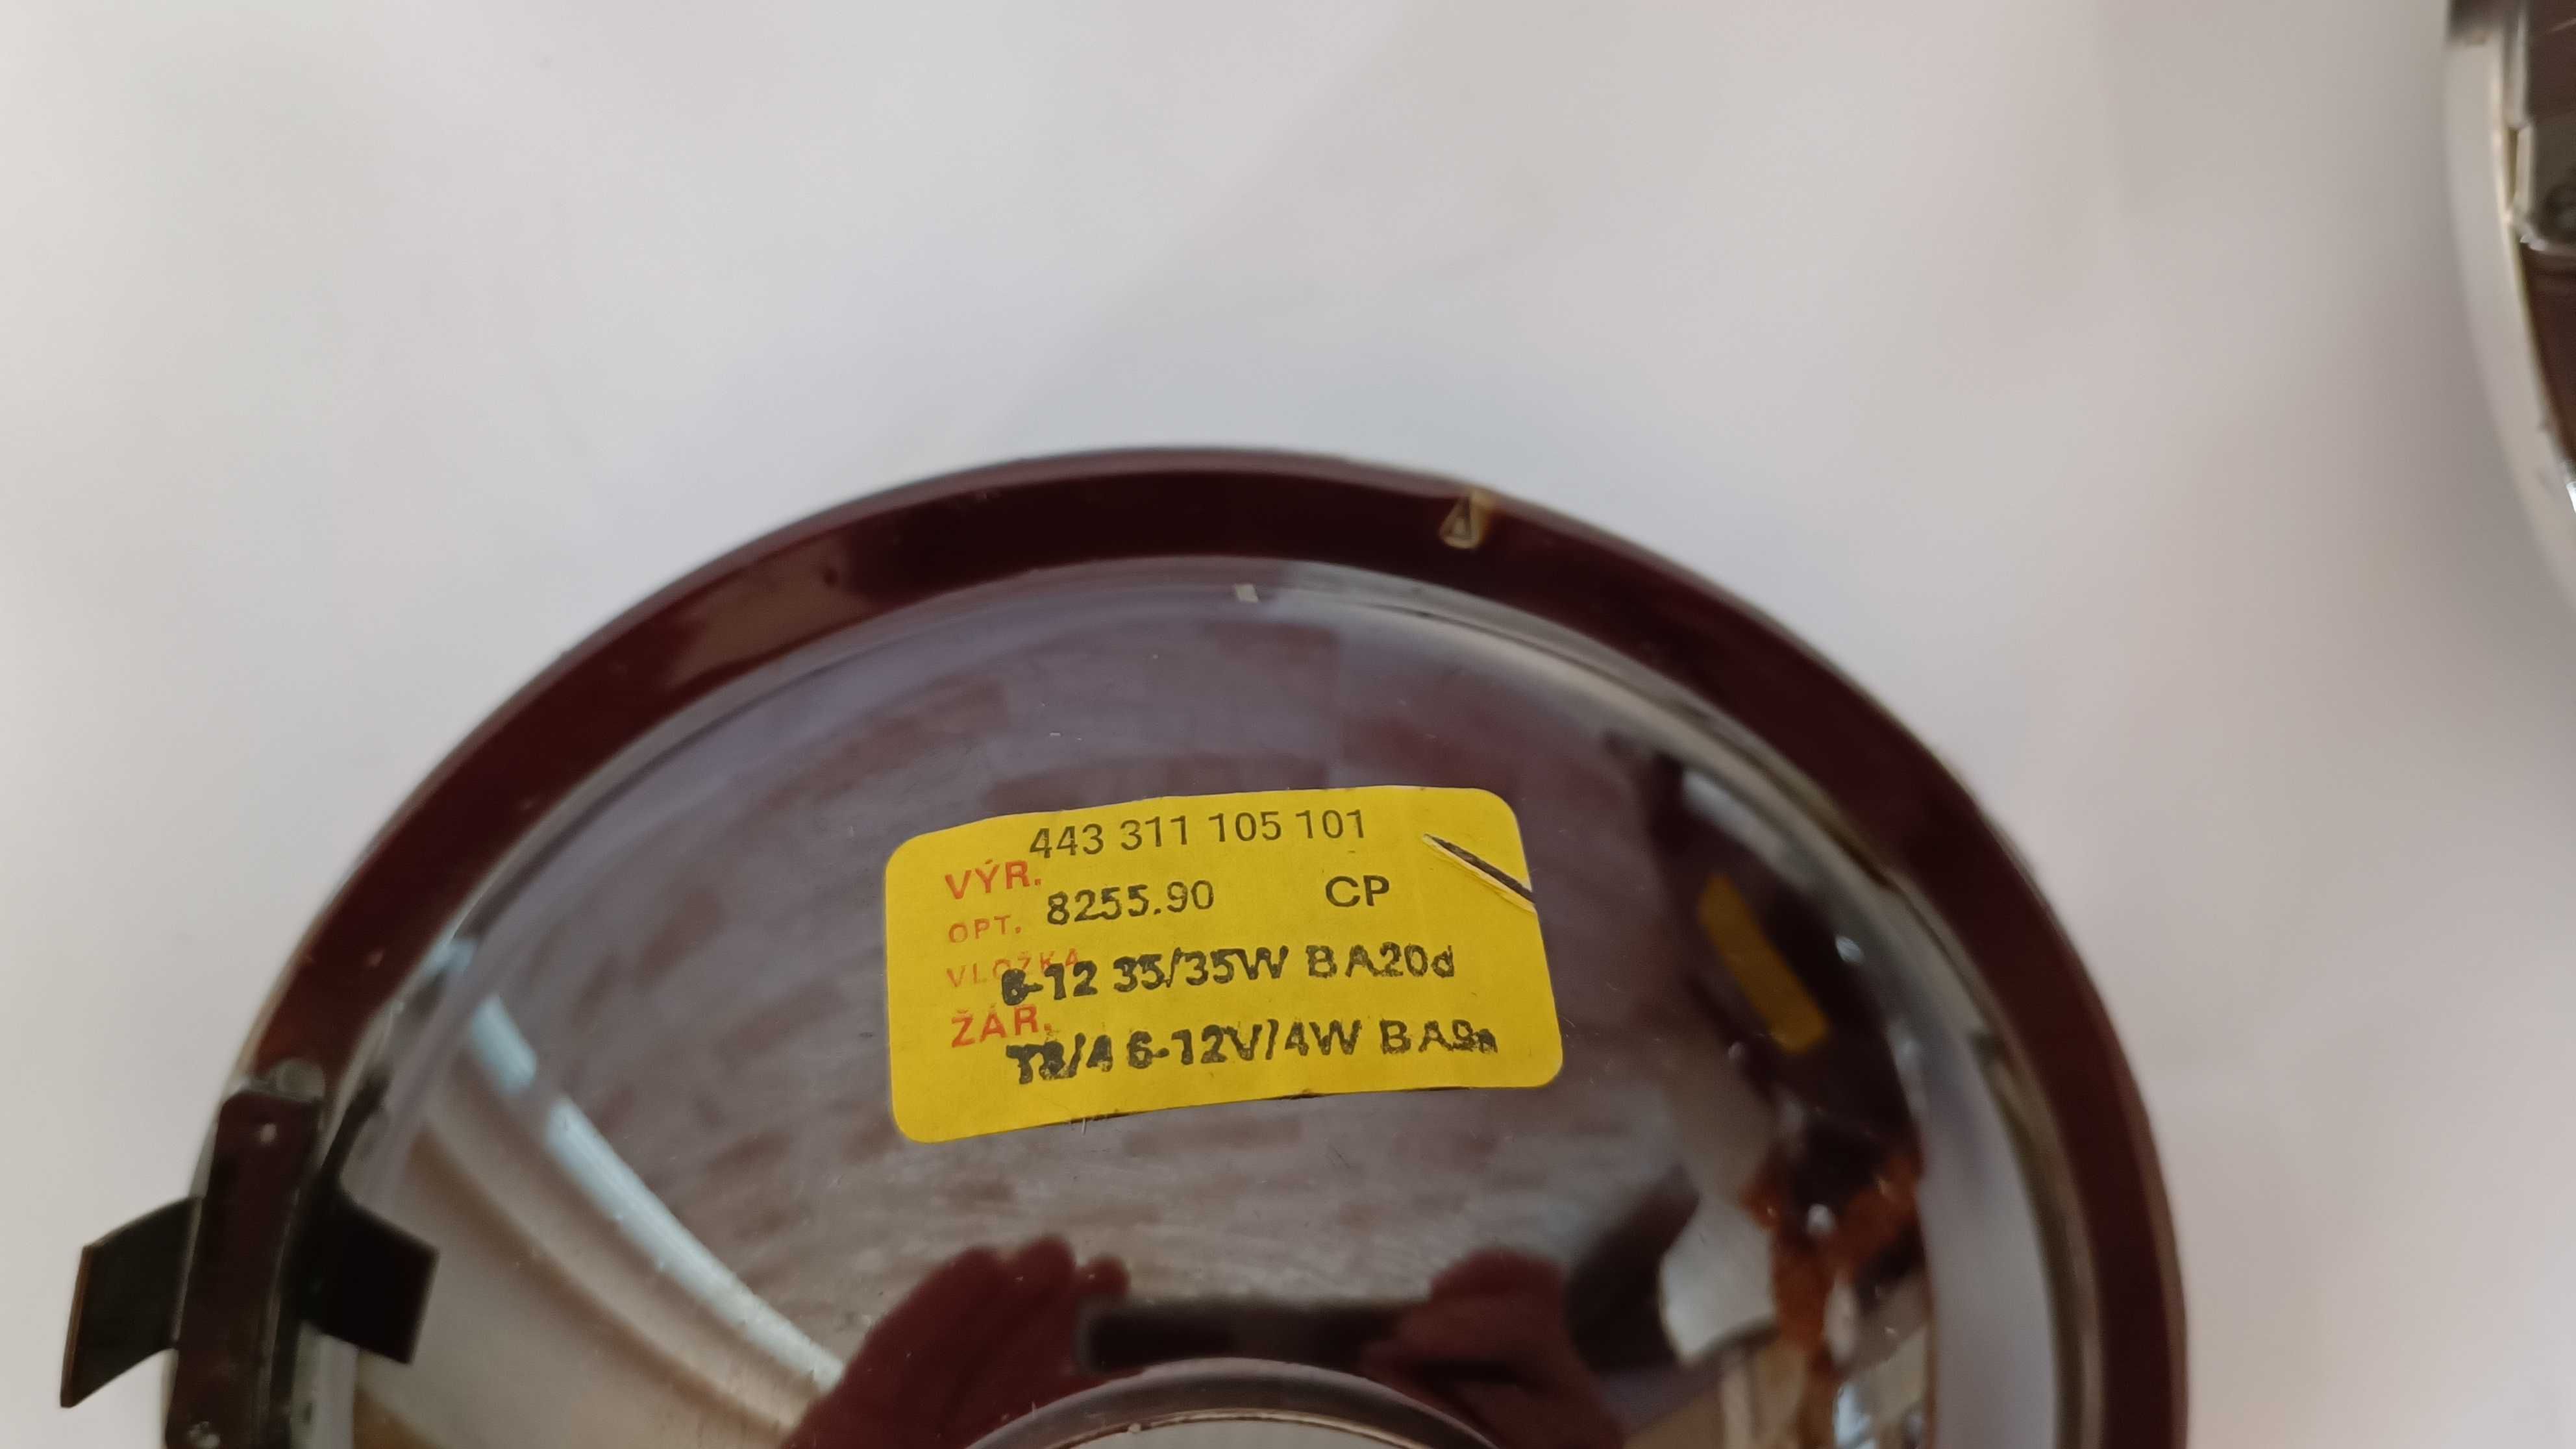 443 311 105 101
VÝR.
OPT. 8255.90 CP
VLOŽKA 6-12 35/35W BA20d
ŽÁR.
T8/4 6-12V/4W BA9s